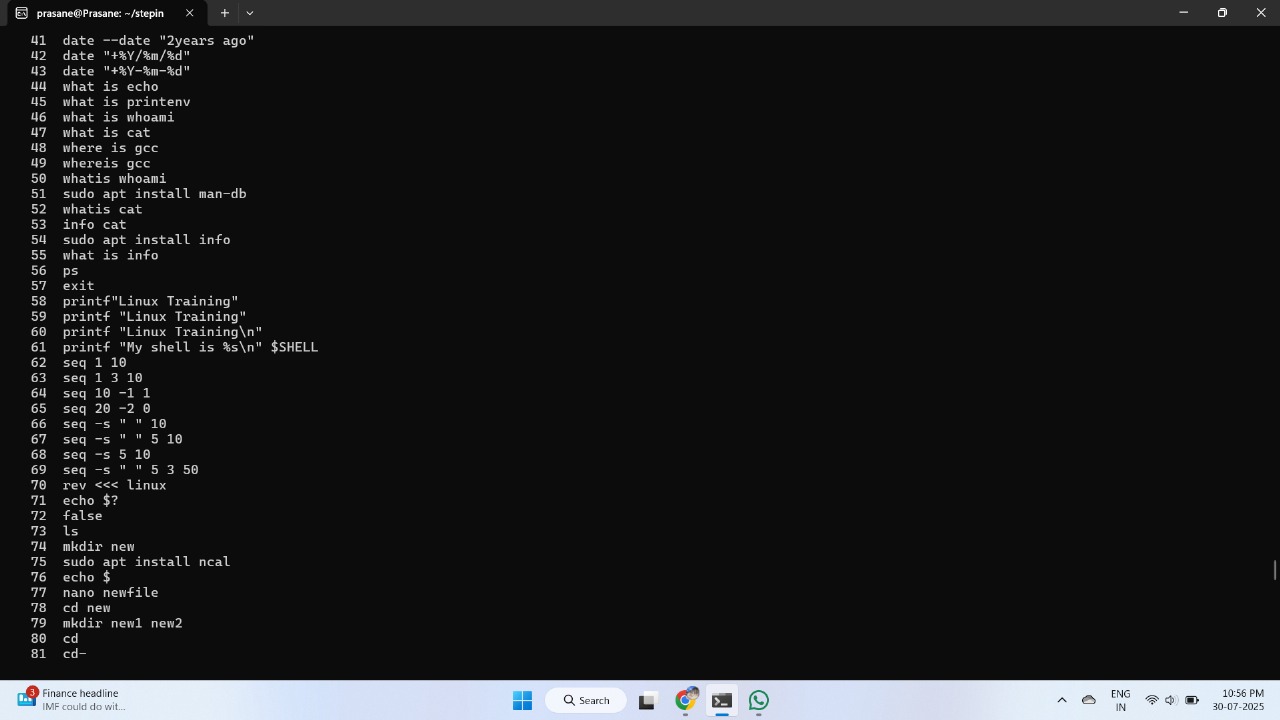 prasane@Prasane: ~/stepin
41 date --date "2years ago"
42 date "+%Y/%m/%d"
43 date "+%Y-%m-%d"
44 what is echo
45 what is printenv
46 what is whoami
47 what is cat
48 where is gcc
49 whereis gcc
50 whatis whoami
51 sudo apt install man-db
52 whatis cat
53 info cat
54 sudo apt install info
55 what is info
56 ps
57 exit
58 printf"Linux Training"
59 printf "Linux Training"
60 printf "Linux Training\n"
61 printf "My shell is %s\n" $SHELL
62 seq 1 10
63 seq 1 3 10
64 seq 10 -1 1
65 seq 20 -2 0
66 seq -s " " 10
67 seq -s " " 5 10
68 seq -s 5 10
69 seq -s " " 5 3 50
70 rev <<< linux
71 echo $?
72 false
73 ls
74 mkdir new
75 sudo apt install ncal
76 echo $
77 nano newfile
78 cd new
79 mkdir new1 new2
80 cd
81 cd-
3
Finance headline
IMF could do wit...
Search
ENG
IN
10:56 PM
30-07-2025